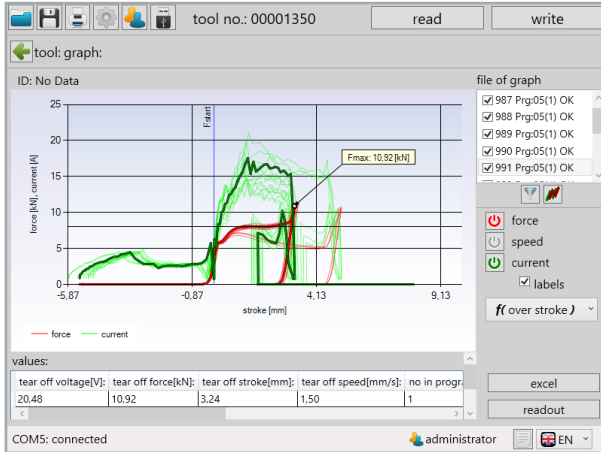 tool no.: 00001350
read
write
tool: graph:
ID: No Data
file of graph
987 Prg:05(1) OK
988 Prg:05(1) OK
989 Prg:05(1) OK
990 Prg:05(1) OK
991 Prg:05(1) OK
force [kN], current [A]
25
20
15
10
5
0
Fstart
Fmax: 10,92 [kN]
-5,87
-0,87
4,13
9,13
stroke [mm]
force
current
force
speed
current
labels
f( over stroke )
values:
tear off voltage[V]: tear off force[kN]: tear off stroke[mm]: tear off speed[mm/s]: no in progra
20,48 10.92 3,24 1.50 1
excel
readout
COM5: connected
administrator
EN